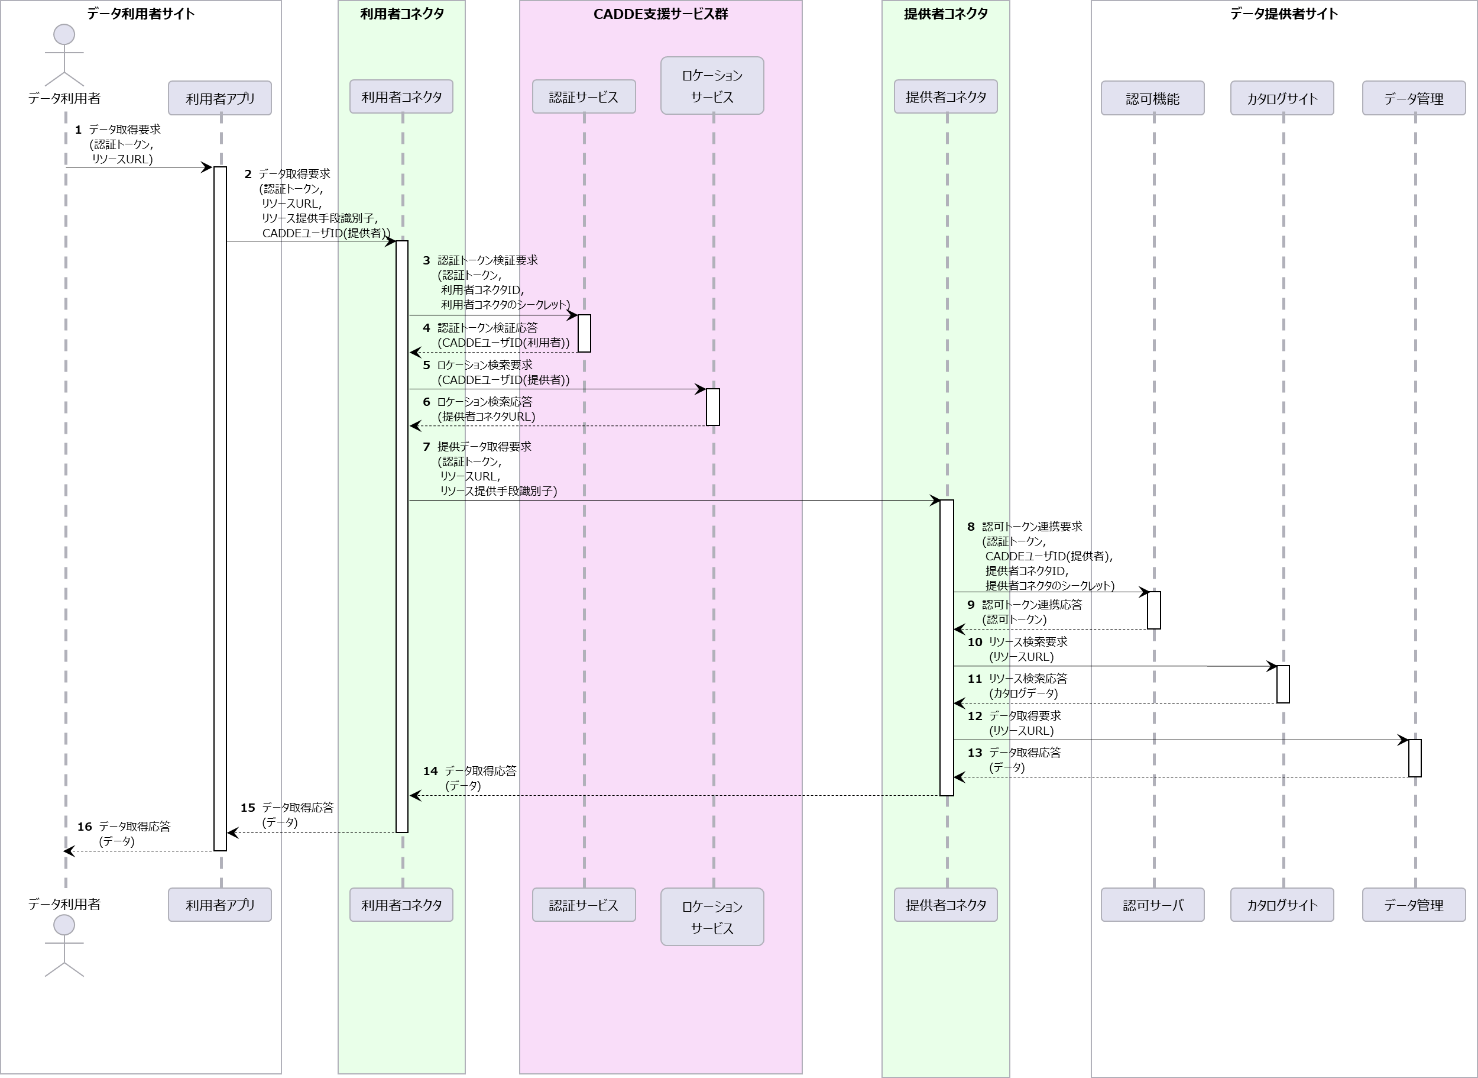 データ利用者サイト
利用者コネクタ
CADDE支援サービス群
提供者コネクタ
データ提供者サイト
データ利用者
利用者アプリ
利用者コネクタ
認証サービス
ロケーション
サービス
提供者コネクタ
認可機能
カタログサイト
データ管理
1 データ取得要求
(認証トークン,
リソースURL)
2 データ取得要求
(認証トークン,
リソースURL,
リソース提供手段識別子,
CADDEユーザID(提供者))
3 認証トークン検証要求
(認証トークン,
利用者コネクタID,
利用者コネクタのシークレット)
4 認証トークン検証応答
(CADDEユーザID(利用者))
5 ロケーション検索要求
(CADDEユーザID(提供者))
6 ロケーション検索応答
(提供者コネクタURL)
7 提供データ取得要求
(認証トークン,
リソースURL,
リソース提供手段識別子)
8 認可トークン連携要求
(認証トークン,
CADDEユーザID(提供者),
提供者コネクタID,
提供者コネクタのシークレット)
9 認可トークン連携応答
(認可トークン)
10 リソース検索要求
(リソースURL)
11 リソース検索応答
(カタログデータ)
12 データ取得要求
(リソースURL)
13 データ取得応答
(データ)
14 データ取得応答
(データ)
15 データ取得応答
(データ)
16 データ取得応答
(データ)
データ利用者
利用者アプリ
利用者コネクタ
認証サービス
ロケーション
サービス
提供者コネクタ
認可サーバ
カタログサイト
データ管理